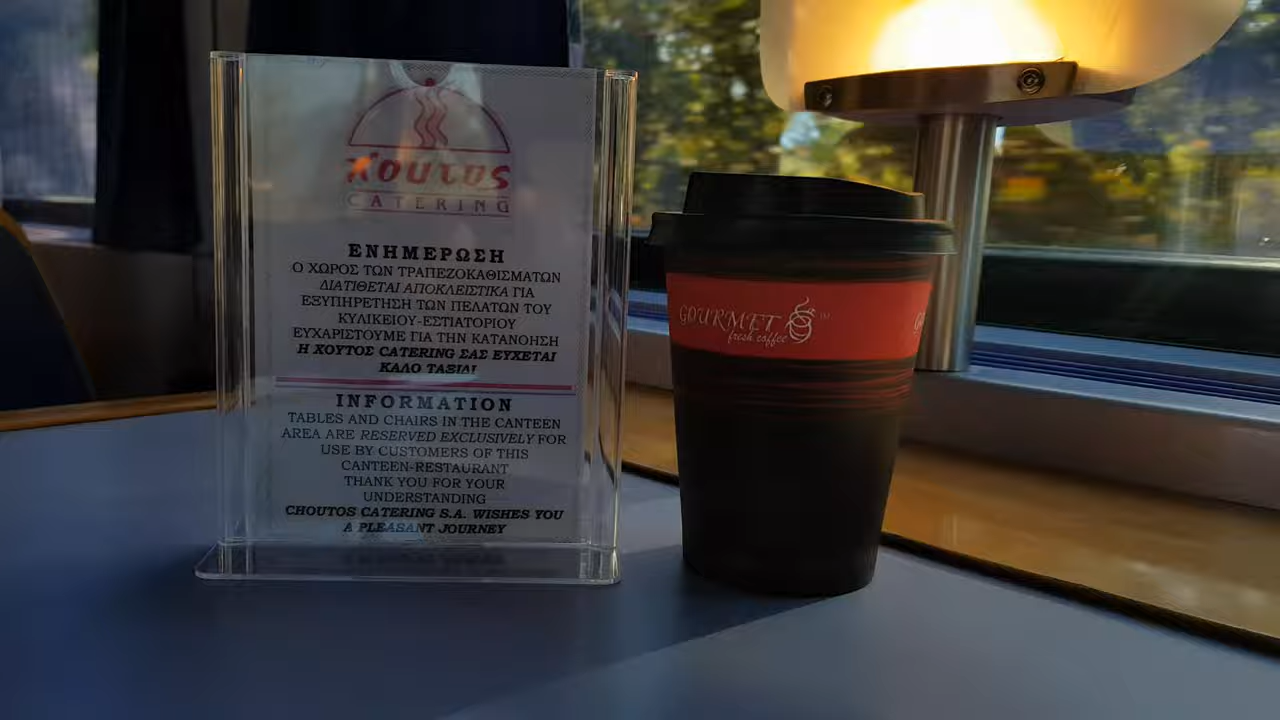 Χουτος
CATERING
ΕΝΗΜΕΡΩΣΗ
Ο ΧΩΡΟΣ ΤΩΝ ΤΡΑΠΕΖΟΚΑΘΙΣΜΑΤΩΝ
ΔΙΑΤΙΘΕΤΑΙ ΑΠΟΚΛΕΙΣΤΙΚΑ ΓΙΑ
ΕΞΥΠΗΡΕΤΗΣΗ ΤΩΝ ΠΕΛΑΤΩΝ ΤΟΥ
ΚΥΛΙΚΕΙΟΥ-ΕΣΤΙΑΤΟΡΙΟΥ
ΕΥΧΑΡΙΣΤΟΥΜΕ ΓΙΑ ΤΗΝ ΚΑΤΑΝΟΗΣΗ
Η ΧΟΥΤΟΣ CATERING ΣΑΣ ΕΥΧΕΤΑΙ
ΚΑΛΟ ΤΑΞΙΔΙ
INFORMATION
TABLES AND CHAIRS IN THE CANTEEN
AREA ARE RESERVED EXCLUSIVELY FOR
USE BY CUSTOMERS OF THIS
CANTEEN-RESTAURANT
THANK YOU FOR YOUR
UNDERSTANDING
CHOUTOS CATERING S.A. WISHES YOU
A PLEASANT JOURNEY
GOURMET
fresh coffee